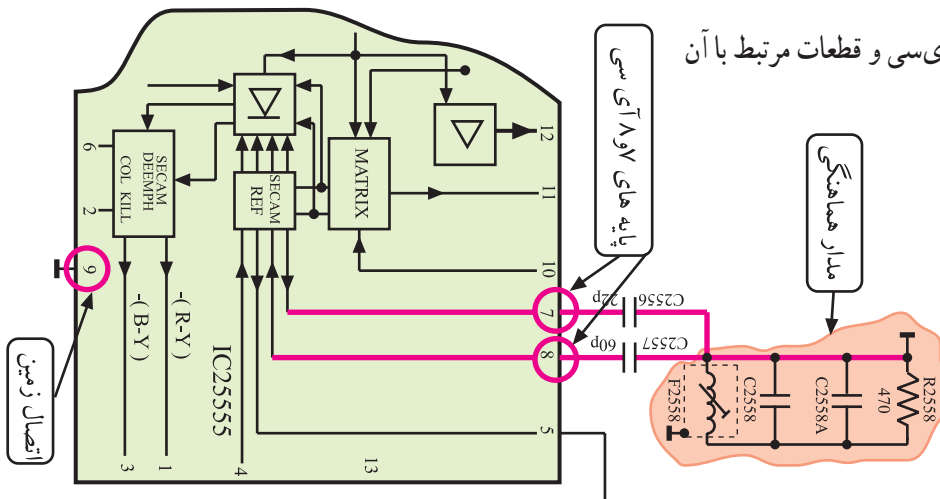 ی‌سی و قطعات مرتبط با آن
پایه های ۷و۸ آی سی
مدار هماهنگی
اتصال زمین
SECAM
DEEMPH
COL KILL
SECAM
REF
MATRIX
IC25555
-( B-Y )
-( R-Y )
6
2
9
3
1
4
13
12
11
10
7
8
5
C2556
22p
C2557
60p
F2558
C2558
C2558A
R2558
470